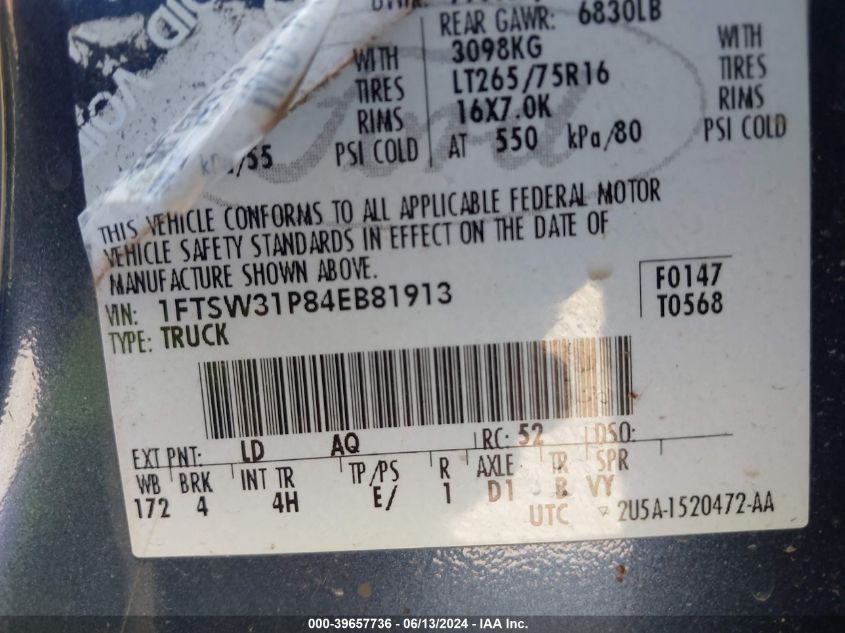 REAR GAWR: 6830LB
WITH 3098KG WITH
TIRES LT265/75R16 TIRES
RIMS 16X7.0K RIMS
/55 PSI COLD AT 550 kPa/80 PSI COLD
THIS VEHICLE CONFORMS TO ALL APPLICABLE FEDERAL MOTOR
VEHICLE SAFETY STANDARDS IN EFFECT ON THE DATE OF
MANUFACTURE SHOWN ABOVE.
VIN: 1FTSW31P84EB81913 F0147
TYPE: TRUCK T0568
EXT PNT: LD AQ RC: 52 DSO:
WB BRK INT TR TP/PS R AXLE TR SPR
172 4 4H E/ 1 D1 B VY
UTC 2U5A-1520472-AA
000-39657736 - 06/13/2024 - IAA Inc.